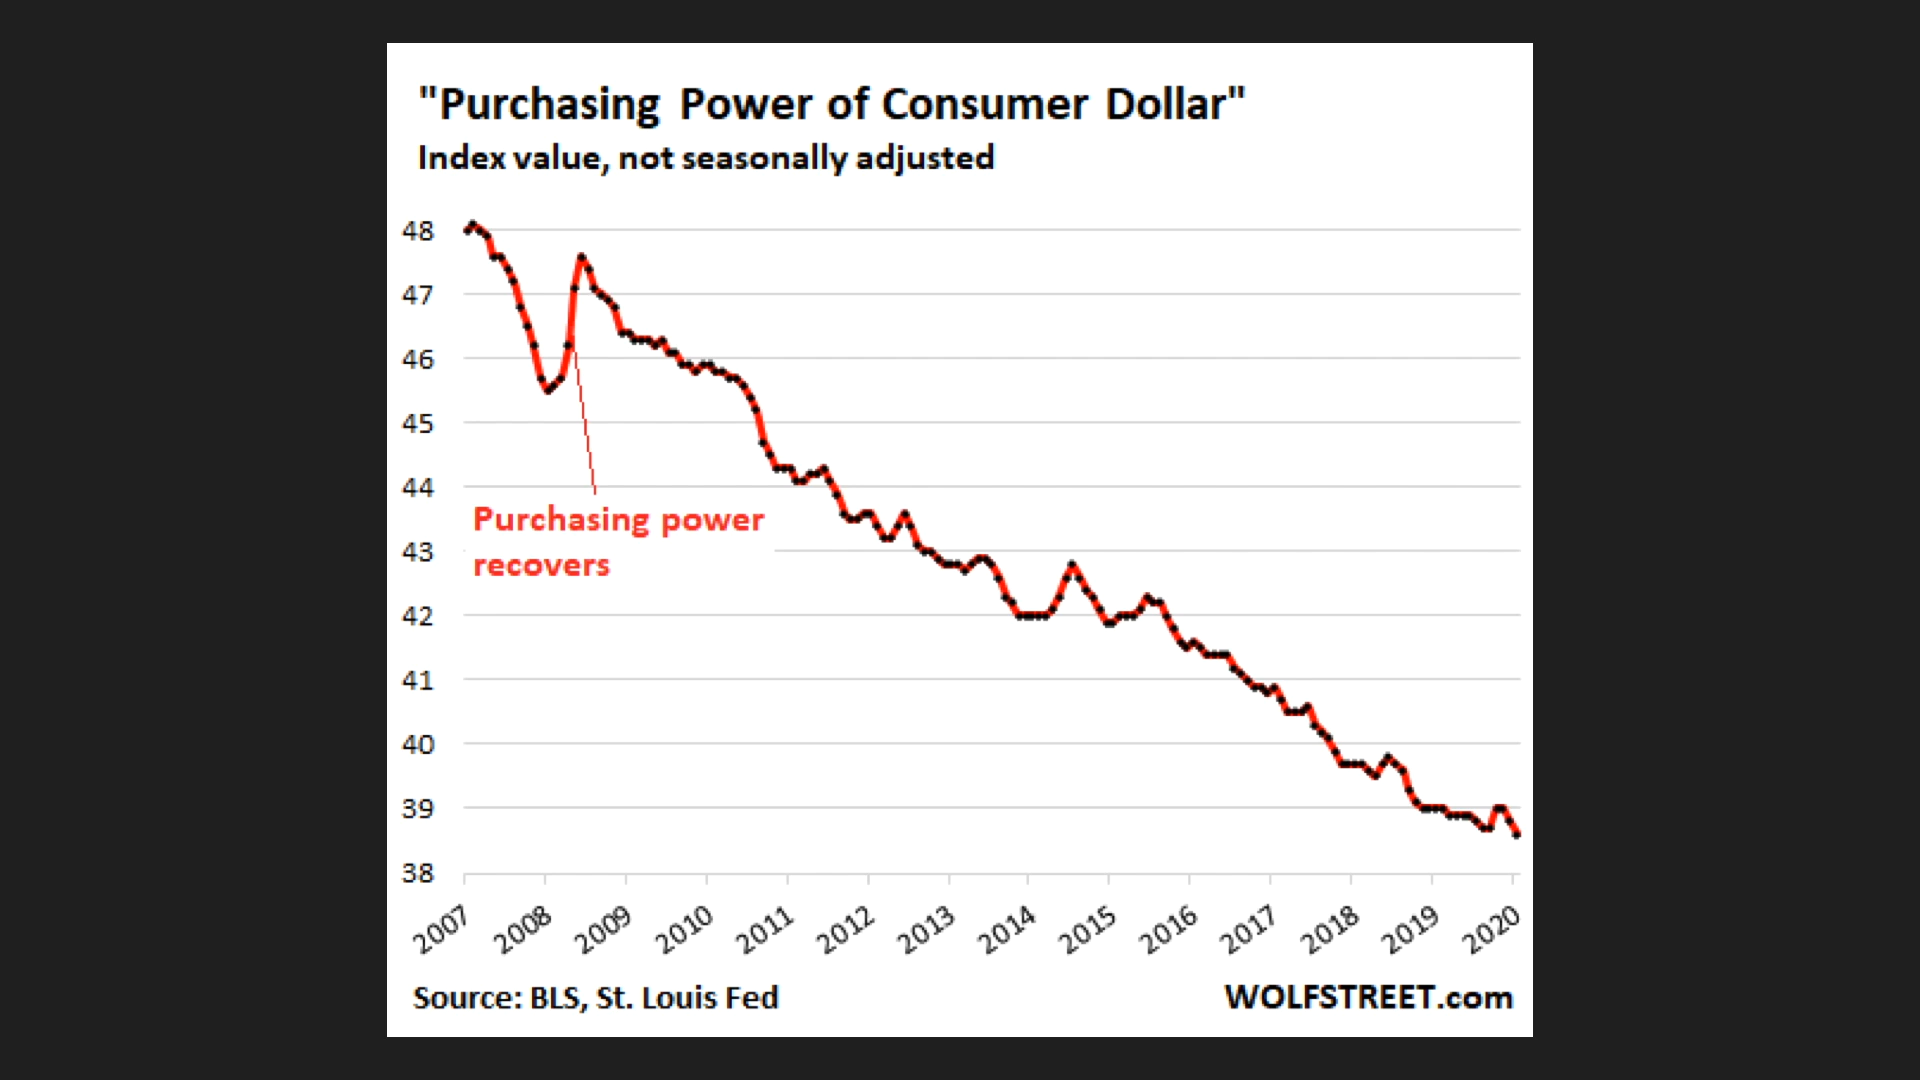 "Purchasing Power of Consumer Dollar"
Index value, not seasonally adjusted
48
47
46
45
44
43
42
41
40
39
38
Purchasing power
recovers
2007 2008 2009 2010 2011 2012 2013 2014 2015 2016 2017 2018 2019 2020
Source: BLS, St. Louis Fed
WOLFSTREET.com